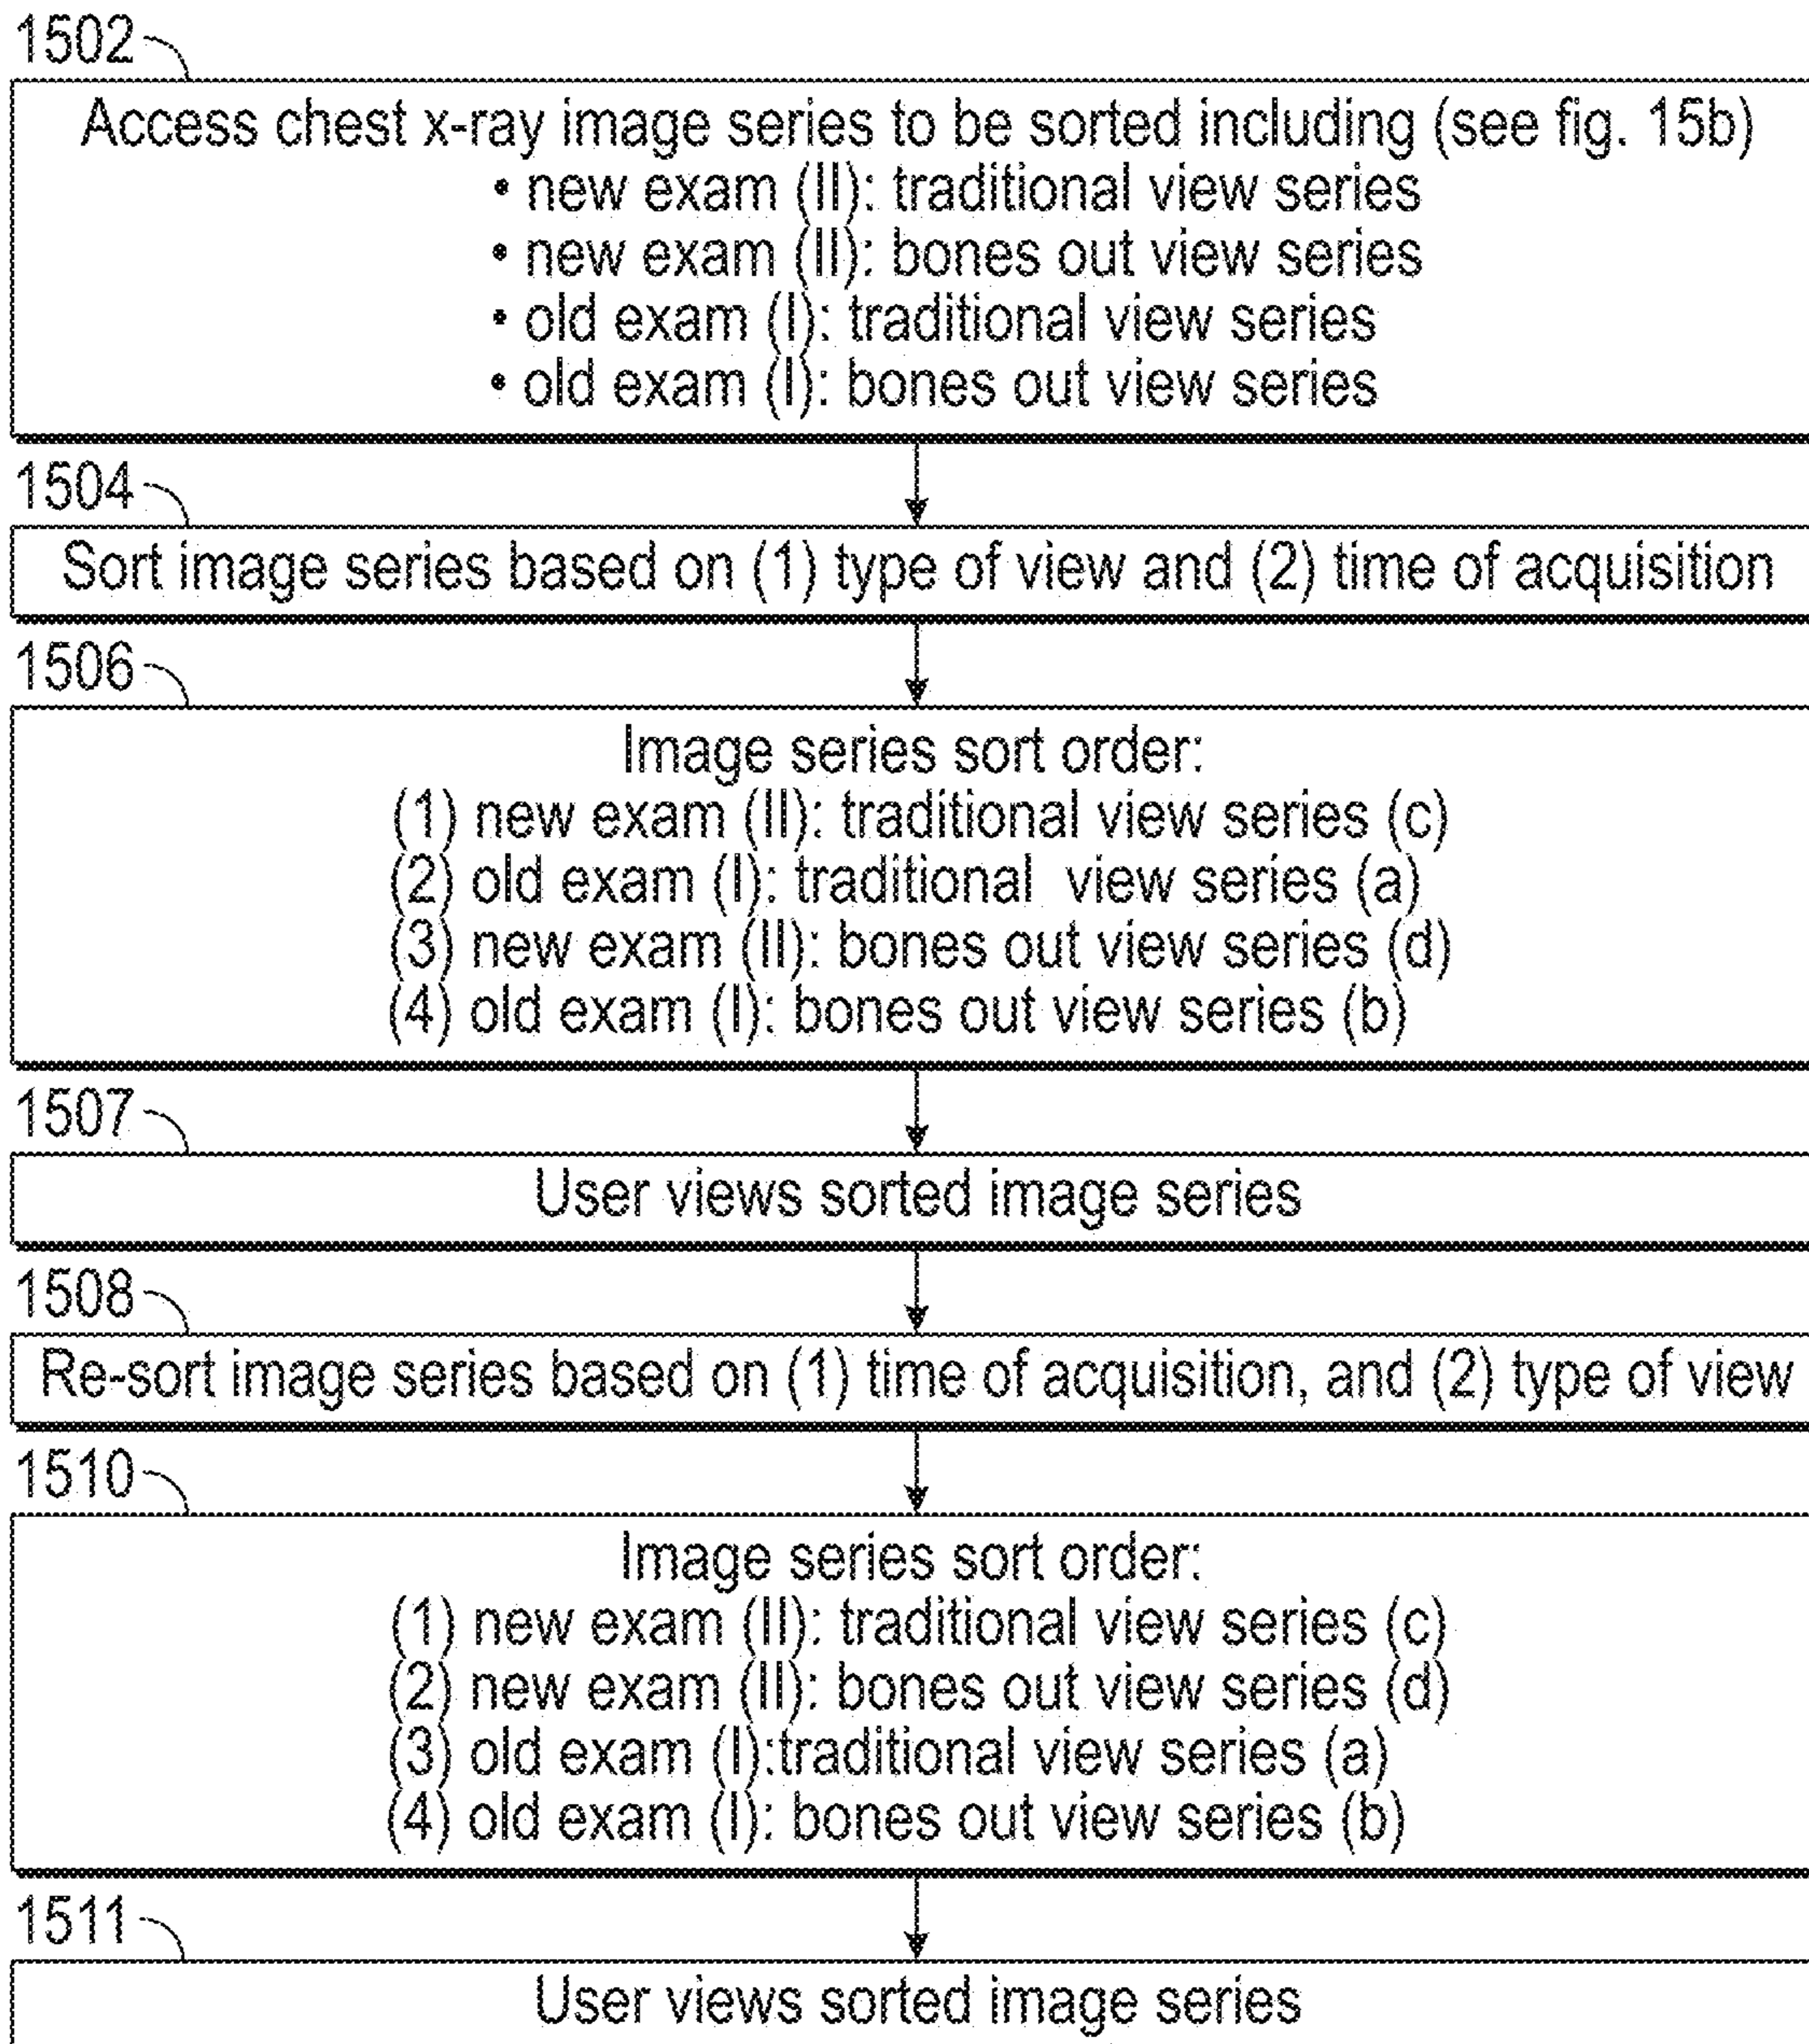 1502
Access chest x-ray image series to be sorted including (see fig. 15b)
• new exam (II): traditional view series
• new exam (II): bones out view series
• old exam (I): traditional view series
• old exam (I): bones out view series
1504
Sort image series based on (1) type of view and (2) time of acquisition
1506
Image series sort order:
(1) new exam (II): traditional view series (c)
(2) old exam (I): traditional view series (a)
(3) new exam (II): bones out view series (d)
(4) old exam (I): bones out view series (b)
1507
User views sorted image series
1508
Re-sort image series based on (1) time of acquisition, and (2) type of view
1510
Image series sort order:
(1) new exam (II): traditional view series (c)
(2) new exam (II): bones out view series (d)
(3) old exam (I):traditional view series (a)
(4) old exam (I): bones out view series (b)
1511
User views sorted image series